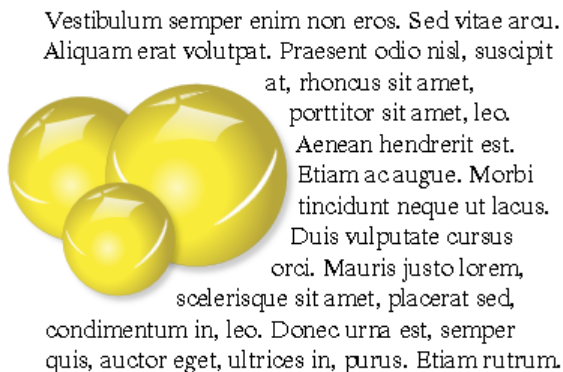 Vestibulum semper enim non eros. Sed vitae arcu.
Aliquam erat volutpat. Praesent odio nisl, suscipit
at, rhoncus sit amet,
porttitor sit amet, leo.
Aenean hendrerit est.
Etiam ac augue. Morbi
tincidunt neque ut lacus.
Duis vulputate cursus
orci. Mauris justo lorem,
scelerisque sit amet, placerat sed,
condimentum in, leo. Donec urna est, semper
quis, auctor eget, ultrices in, purus. Etiam rutrum.